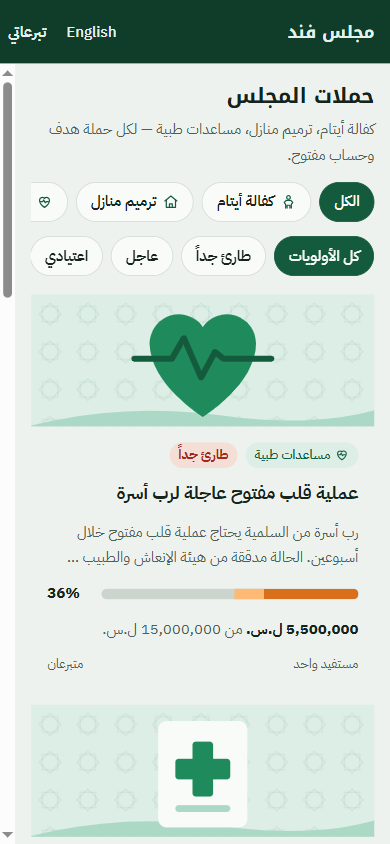 مجلس فند
English
تبرعاتي
حملات المجلس
كفالة أيتام، ترميم منازل، مساعدات طبية — لكل حملة هدف
وحساب مفتوح.
الكل
كفالة أيتام
ترميم منازل
كل الأولويات
طارئ جداً
عاجل
اعتيادي
مساعدات طبية
طارئ جداً
عملية قلب مفتوح عاجلة لرب أسرة
رب أسرة من السلمية يحتاج عملية قلب مفتوح خلال
أسبوعين. الحالة مدققة من هيئة الإنعاش والطبيب ...
36%
5,500,000 ل.س. من 15,000,000 ل.س.
مستفيد واحد
متبرعان